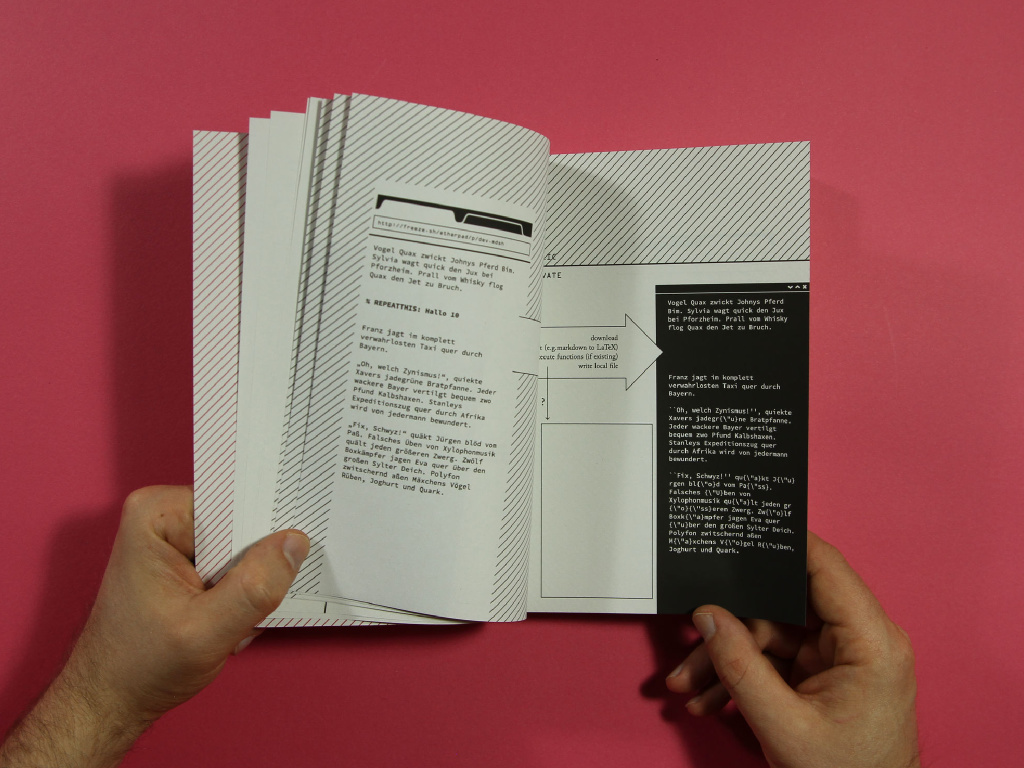 http://freeze.sh/etherpad/p/dev-mdsh
Vogel Quax zwickt Johnys Pferd Bim.
Sylvia wagt quick den Jux bei
Pforzheim. Prall vom Whisky flog
Quax den Jet zu Bruch.
% REPEATTHIS: Hallo 10
Franz jagt im komplett
verwahrlosten Taxi quer durch
Bayern.
„Oh, welch Zynismus!“, quiekte
Xavers jadegrüne Bratpfanne. Jeder
wackere Bayer vertilgt bequem zwo
Pfund Kalbshaxen. Stanleys
Expeditionszug quer durch Afrika
wird von jedermann bewundert.
„Fix, Schwyz!“ quäkt Jürgen blöd vom
Paß. Falsches Üben von Xylophonmusik
quält jeden größeren Zwerg. Zwölf
Boxkämpfer jagen Eva quer über den
großen Sylter Deich. Polyfon
zwitschernd aßen Mäxchens Vögel
Rüben, Joghurt und Quark.
IC
VATE
download
t (e.g.markdown to LaTeX)
ecute functions (if existing)
write local file
?
Vogel Quax zwickt Johnys Pferd
Bim. Sylvia wagt quick den Jux
bei Pforzheim. Prall vom Whisky
flog Quax den Jet zu Bruch.
Franz jagt im komplett
verwahrlosten Taxi quer durch
Bayern.
``Oh, welch Zynismus!'', quiekte
Xavers jadegr{\"u}ne Bratpfanne.
Jeder wackere Bayer vertilgt
bequem zwo Pfund Kalbshaxen.
Stanleys Expeditionszug quer
durch Afrika wird von jedermann
bewundert.
``Fix, Schwyz!'' qu{\"a}kt J{\"u}
rgen bl{\"o}d vom Pa{\"ss}.
Falsches {\"U}ben von
Xylophonmusik qu{\"a}lt jeden gr
{\"o}{\"ss}eren Zwerg. Zw{\"o}lf
Boxk{\"a}mpfer jagen Eva quer
{\"u}ber den großen Sylter Deich.
Polyfon zwitschernd aßen
M{\"a}xchens V{\"o}gel R{\"u}ben,
Joghurt und Quark.